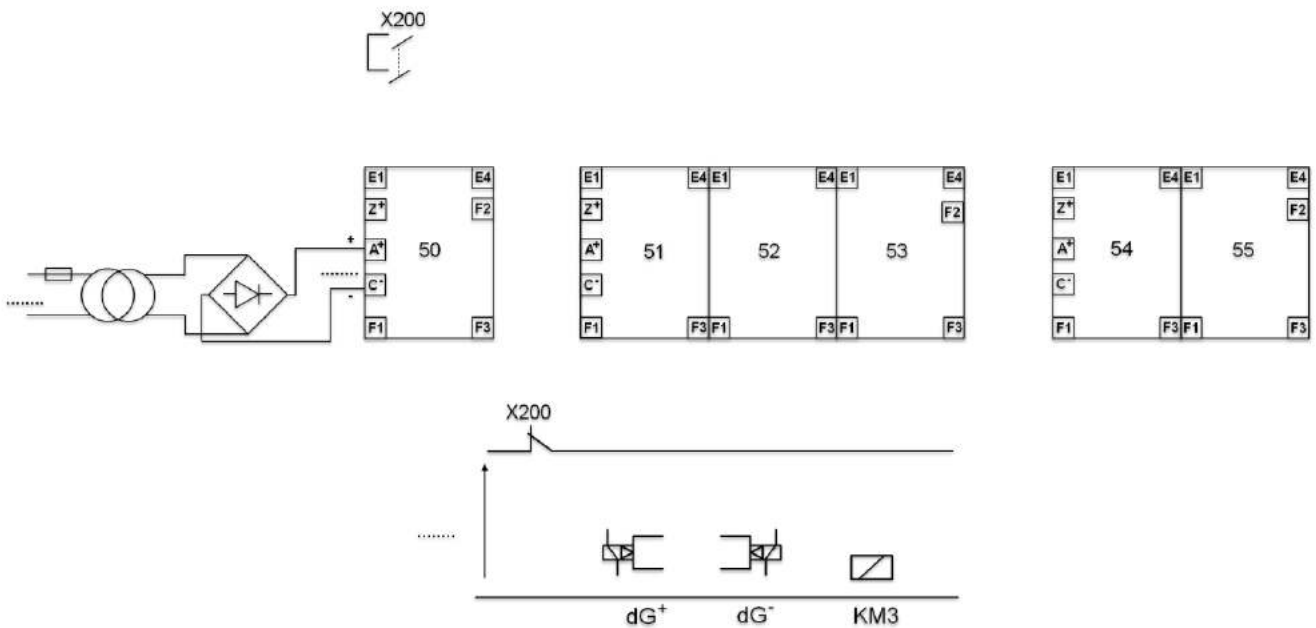 X200
E1 E4 E1 E4 E1 E4 E1 E4 E1 E4 E1 E4
Z+ F2 Z+ F2 Z+ F2
+ A+ 50 A+ 51 52 53 A+ 54 55
........ - C- C- C-
........
F1 F3 F1 F3 F1 F3 F1 F3 F1 F3 F1 F3
X200
........
dG+ dG- KM3